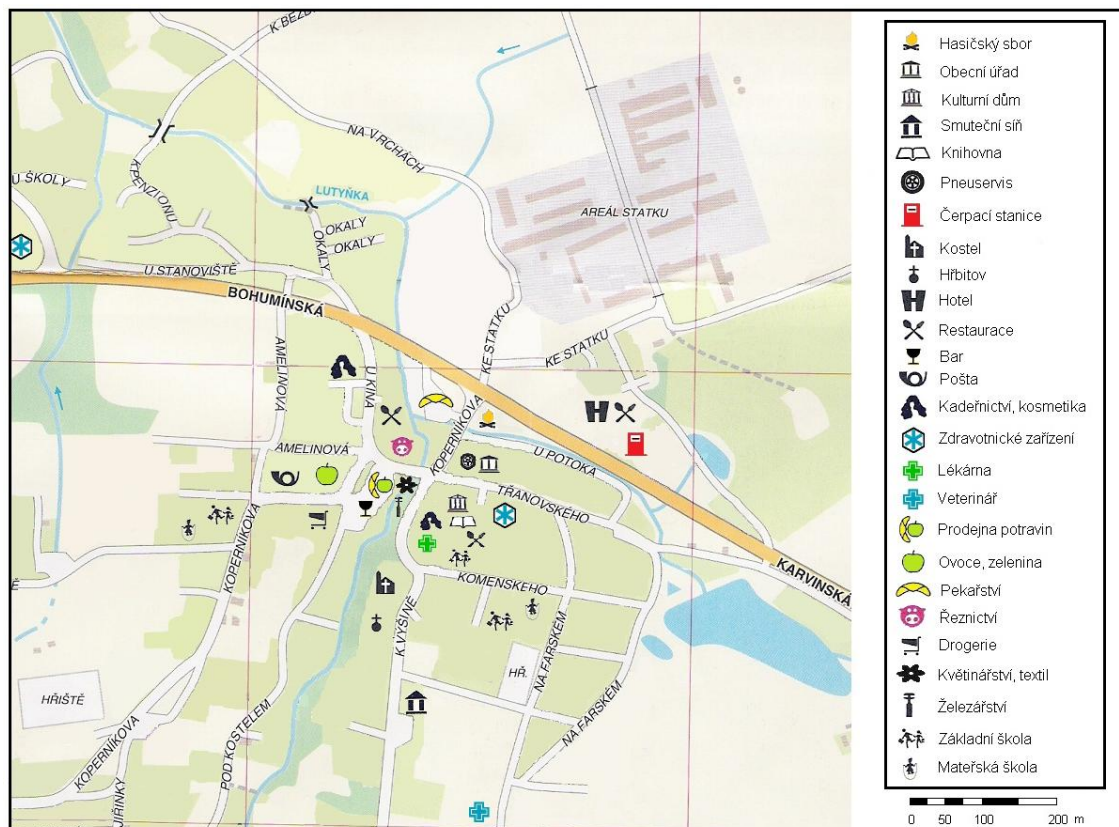 K BEZD
NA VRCHÁCH
U ŠKOLY
K PENZIONU
LUTYŇKA
OKALY
OKALY
OKALY
AREÁL STATKU
U STANOVIŠTĚ
BOHUMÍNSKÁ
KE STATKU
KE STATKU
AMELINOVÁ
U KINA
AMELINOVÁ
KOPERNÍKOVA
U POTOKA
TŘANOVSKÉHO
KOPERNÍKOVA
KOMENSKÉHO
KARVINSKÁ
K VÝŠINĚ
HŘ.
NA FARSKÉM
NA FARSKÉM
HŘIŠTĚ
KOPERNÍKOVA
POD KOSTELEM
JIŘINKY
Hasičský sbor
Obecní úřad
Kulturní dům
Smuteční síň
Knihovna
Pneuservis
Čerpací stanice
Kostel
Hřbitov
Hotel
Restaurace
Bar
Pošta
Kadeřnictví, kosmetika
Zdravotnické zařízení
Lékárna
Veterinář
Prodejna potravin
Ovoce, zelenina
Pekařství
Řeznictví
Drogerie
Květinářství, textil
Železářství
Základní škola
Mateřská škola
0 50 100 200 m